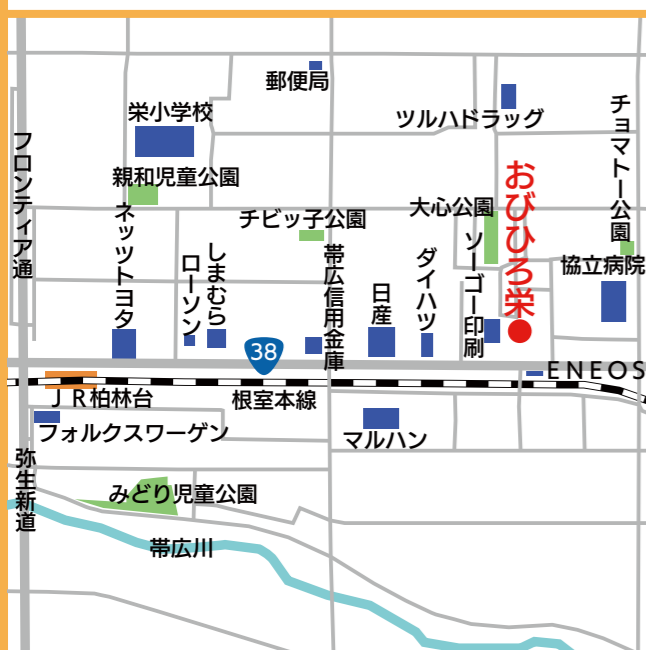 郵便局
栄小学校
ツルハドラッグ
チョマトー公園
フロンティア通
親和児童公園
おびひろ栄
大心公園
チビッ子公園
ネッツトヨタ
ローソン
しまむら
帯広信用金庫
日産
ダイハツ
ソーゴー印刷
協立病院
38
ENEOS
JR柏林台
根室本線
フォルクスワーゲン
マルハン
弥生新道
みどり児童公園
帯広川